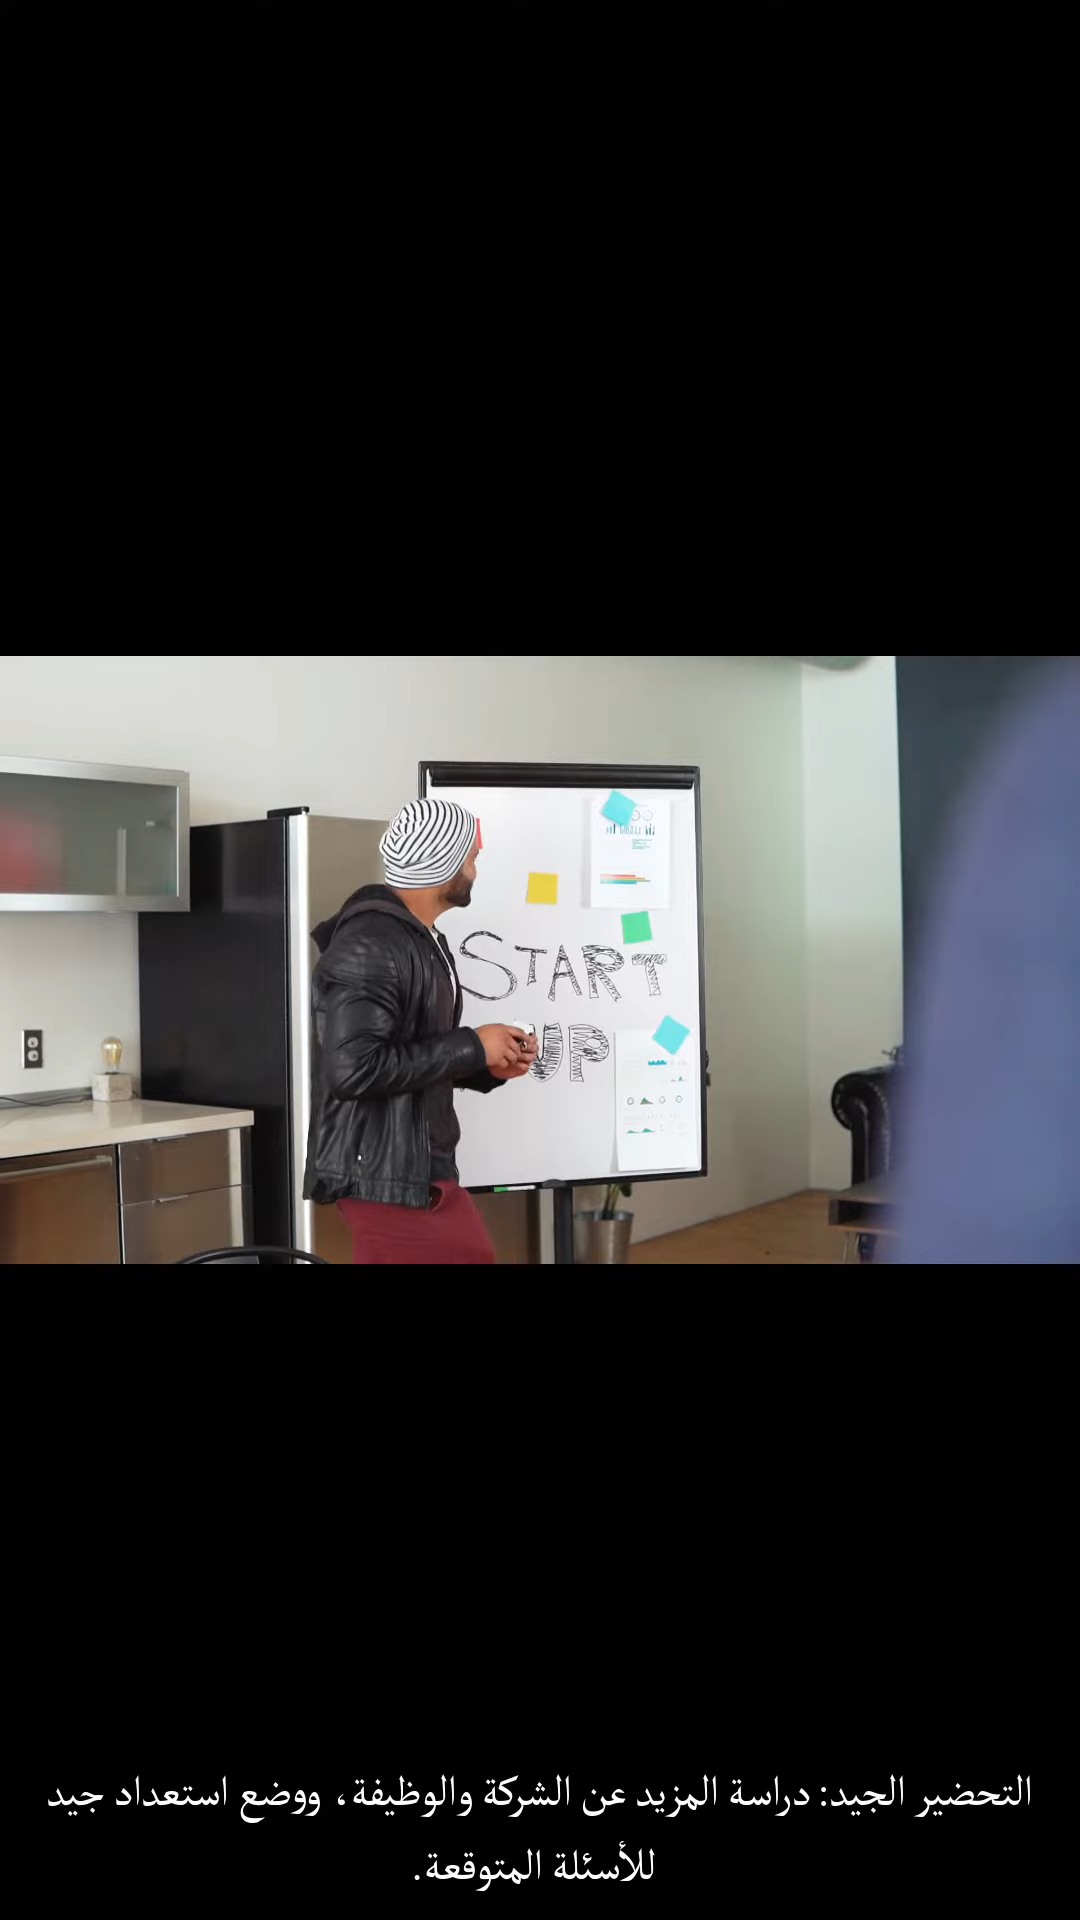 START
UP
التحضير الجيد: دراسة المزيد عن الشركة والوظيفة، ووضع استعداد جيد
للأسئلة المتوقعة.